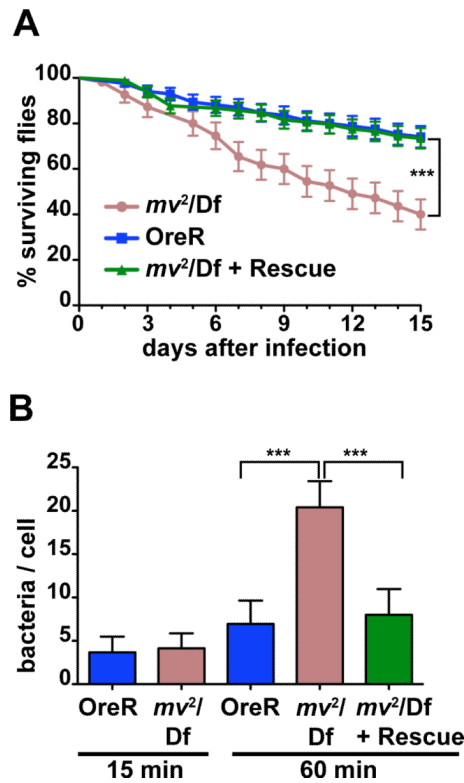 A
% surviving flies
100
80
60
40
20
0
***
mv²/Df
OreR
mv²/Df + Rescue
0 3 6 9 12 15
days after infection
B
bacteria / cell
25
20
15
10
5
0
*** ***
OreR mv²/ OreR mv²/ mv²/Df
Df Df + Rescue
15 min 60 min